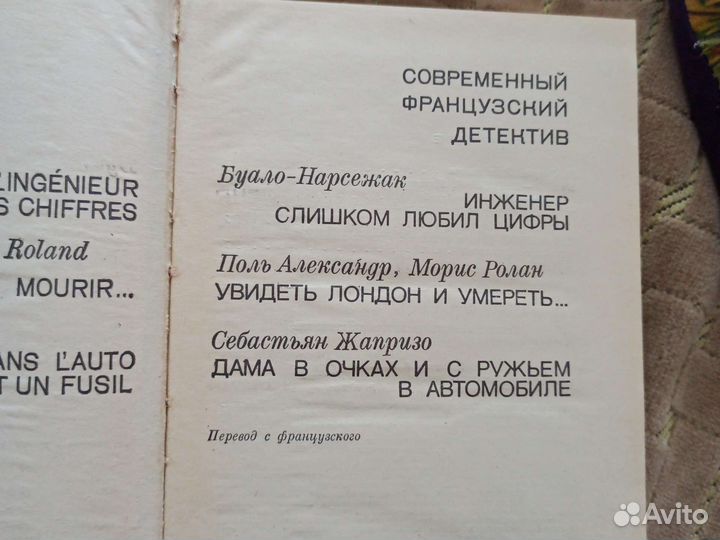 'INGÉNIEUR
S CHIFFRES
Roland
MOURIR...
ANS L'AUTO
T UN FUSIL
СОВРЕМЕННЫЙ
ФРАНЦУЗСКИЙ
ДЕТЕКТИВ
Буало-Нарсежак
ИНЖЕНЕР
СЛИШКОМ ЛЮБИЛ ЦИФРЫ
Поль Александр, Морис Ролан
УВИДЕТЬ ЛОНДОН И УМЕРЕТЬ...
Себастьян Жапризо
ДАМА В ОЧКАХ И С РУЖЬЕМ
В АВТОМОБИЛЕ
Перевод с французского
Avito